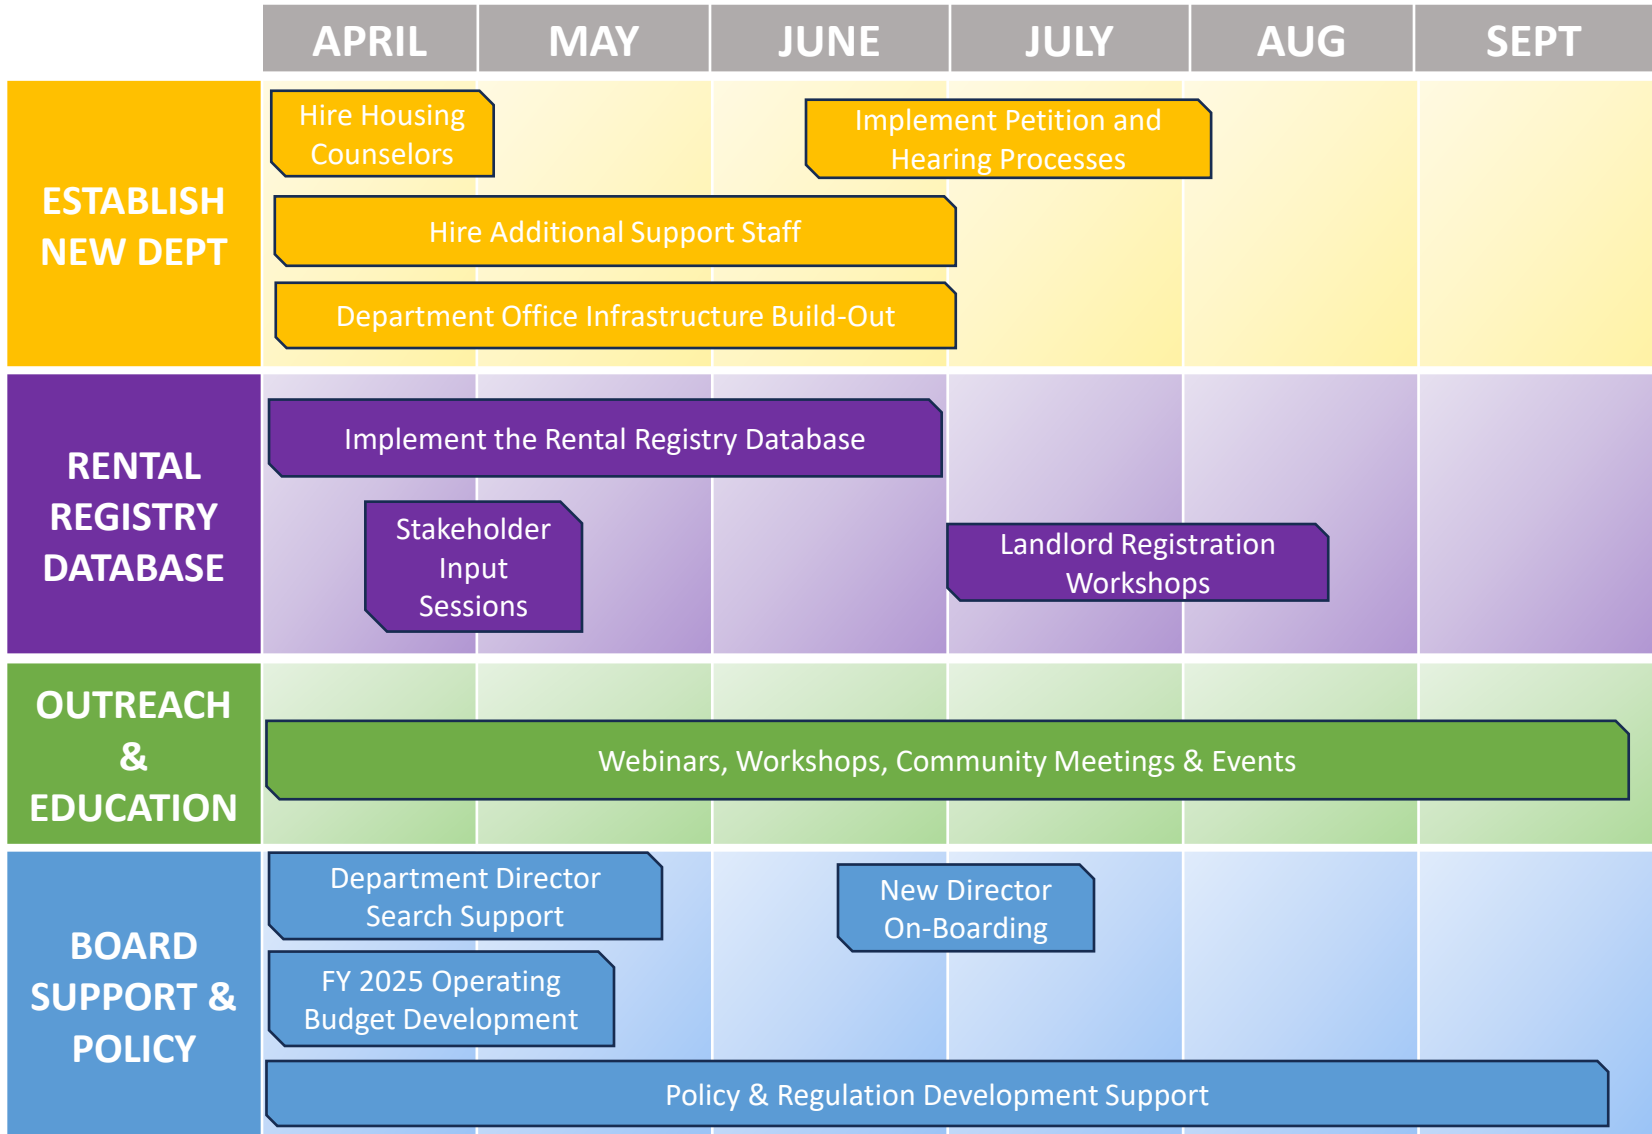 APRIL MAY JUNE JULY AUG SEPT
ESTABLISH
NEW DEPT
Hire Housing
Counselors
Implement Petition and
Hearing Processes
Hire Additional Support Staff
Department Office Infrastructure Build-Out
RENTAL
REGISTRY
DATABASE
Implement the Rental Registry Database
Stakeholder
Input
Sessions
Landlord Registration
Workshops
OUTREACH
&
EDUCATION
Webinars, Workshops, Community Meetings & Events
BOARD
SUPPORT &
POLICY
Department Director
Search Support
New Director
On-Boarding
FY 2025 Operating
Budget Development
Policy & Regulation Development Support